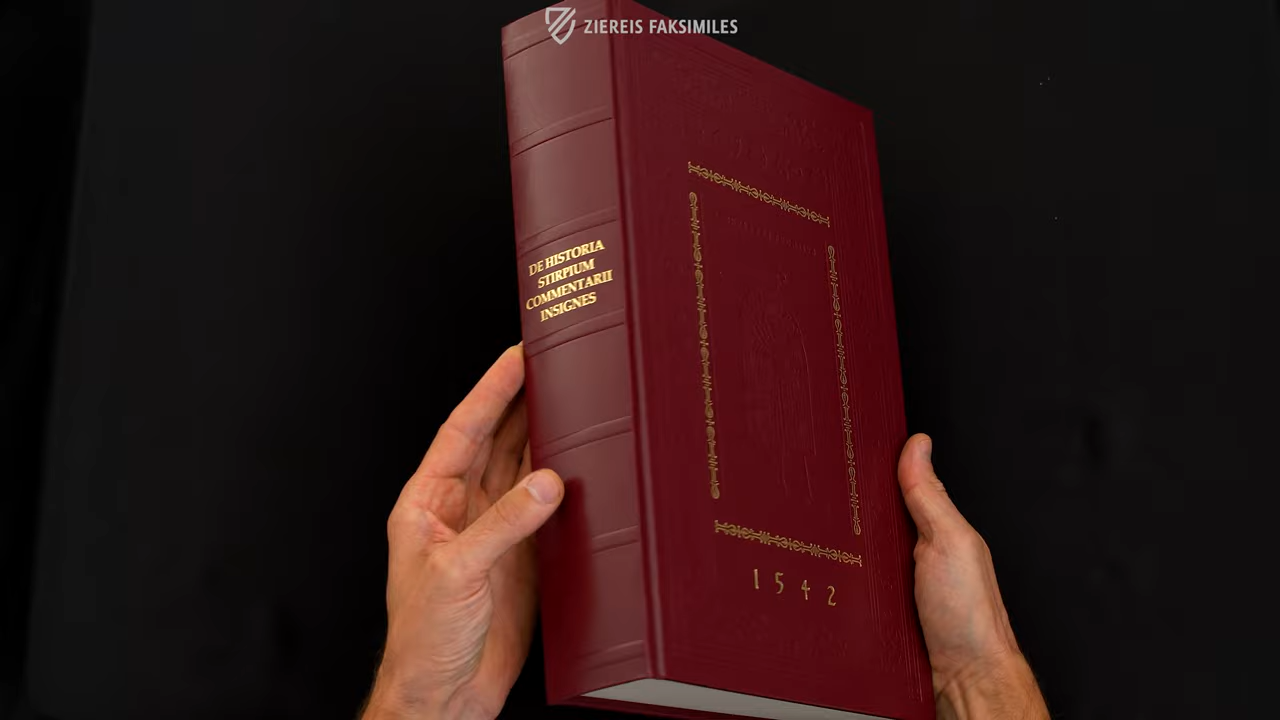 ZIEREIS FAKSIMILES
DE HISTORIA
STIRPIUM
COMMENTARII
INSIGNES
1542